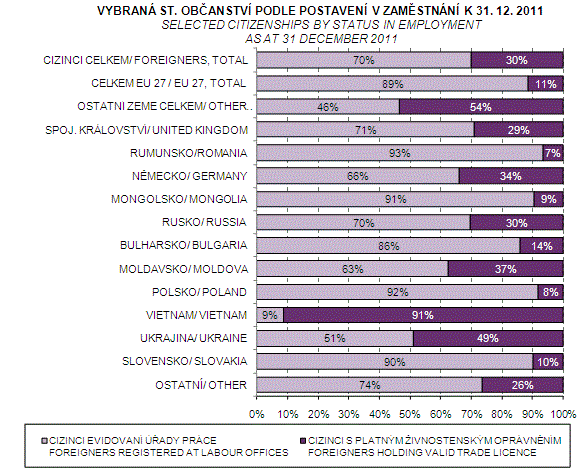 VYBRANÁ ST. OBČANSTVÍ PODLE POSTAVENÍ V ZAMĚSTNÁNÍ K 31. 12. 2011
SELECTED CITIZENSHIPS BY STATUS IN EMPLOYMENT
AS AT 31 DECEMBER 2011
CIZINCI CELKEM/ FOREIGNERS, TOTAL 70% 30%
CELKEM EU 27 / EU 27, TOTAL 89% 11%
OSTATNI ZEME CELKEM/ OTHER.. 46% 54%
SPOJ. KRÁLOVSTVÍ/ UNITED KINGDOM 71% 29%
RUMUNSKO/ROMANIA 93% 7%
NĚMECKO/ GERMANY 66% 34%
MONGOLSKO/ MONGOLIA 91% 9%
RUSKO/ RUSSIA 70% 30%
BULHARSKO/ BULGARIA 86% 14%
MOLDAVSKO/ MOLDOVA 63% 37%
POLSKO/ POLAND 92% 8%
VIETNAM/ VIETNAM 9% 91%
UKRAJINA/ UKRAINE 51% 49%
SLOVENSKO/ SLOVAKIA 90% 10%
OSTATNÍ/ OTHER 74% 26%
0% 10% 20% 30% 40% 50% 60% 70% 80% 90% 100%
CIZINCI EVIDOVANÍ ÚŘADY PRÁCE CIZINCI S PLATNÝM ŽIVNOSTENSKÝM OPRÁVNĚNÍM
FOREIGNERS REGISTERED AT LABOUR OFFICES FOREIGNERS HOLDING VALID TRADE LICENCE